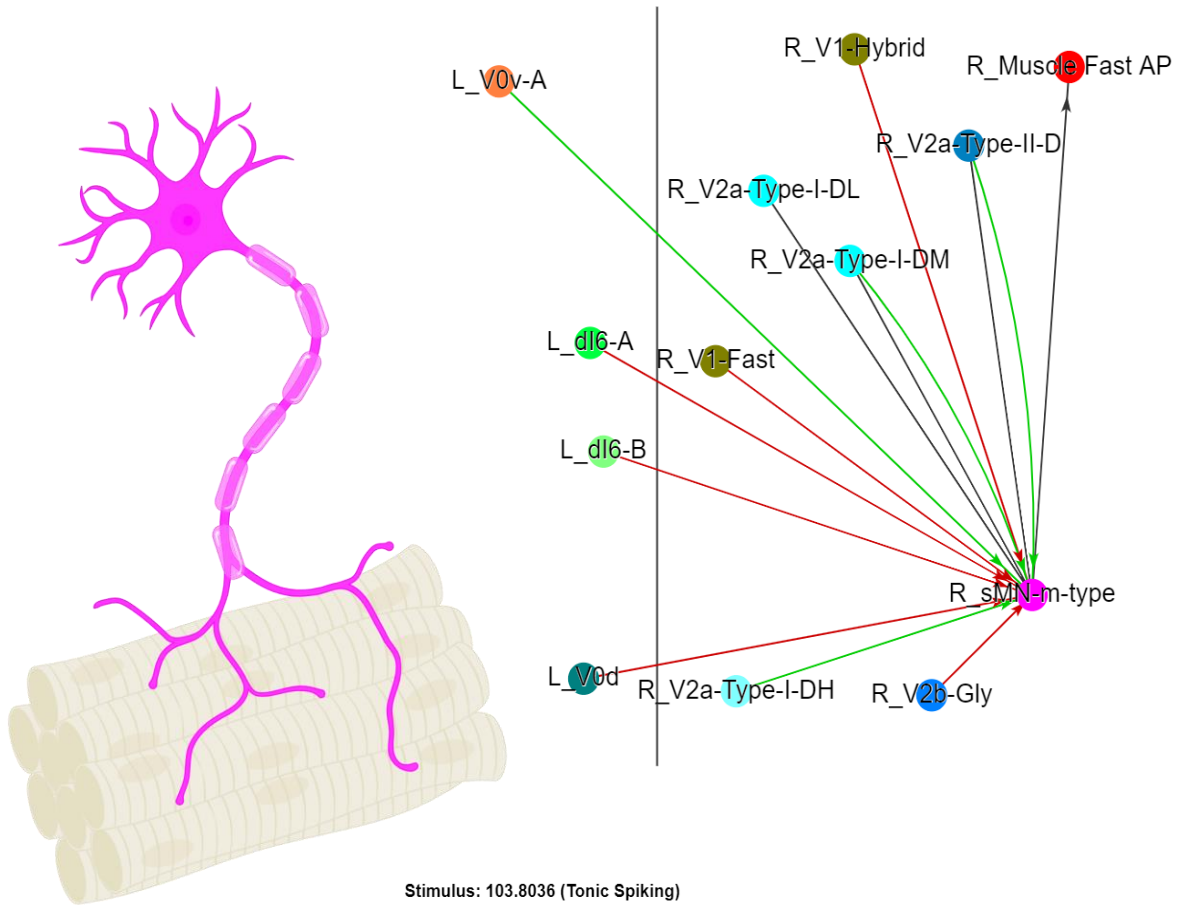 R_V1-Hybrid
R_Muscle Fast AP
L_V0v-A
R_V2a-Type-II-D
R_V2a-Type-I-DL
R_V2a-Type-I-DM
L_dI6-A
R_V1-Fast
L_dI6-B
R_sMN-m-type
L_V0d
R_V2a-Type-I-DH
R_V2b-Gly
Stimulus: 103.8036 (Tonic Spiking)